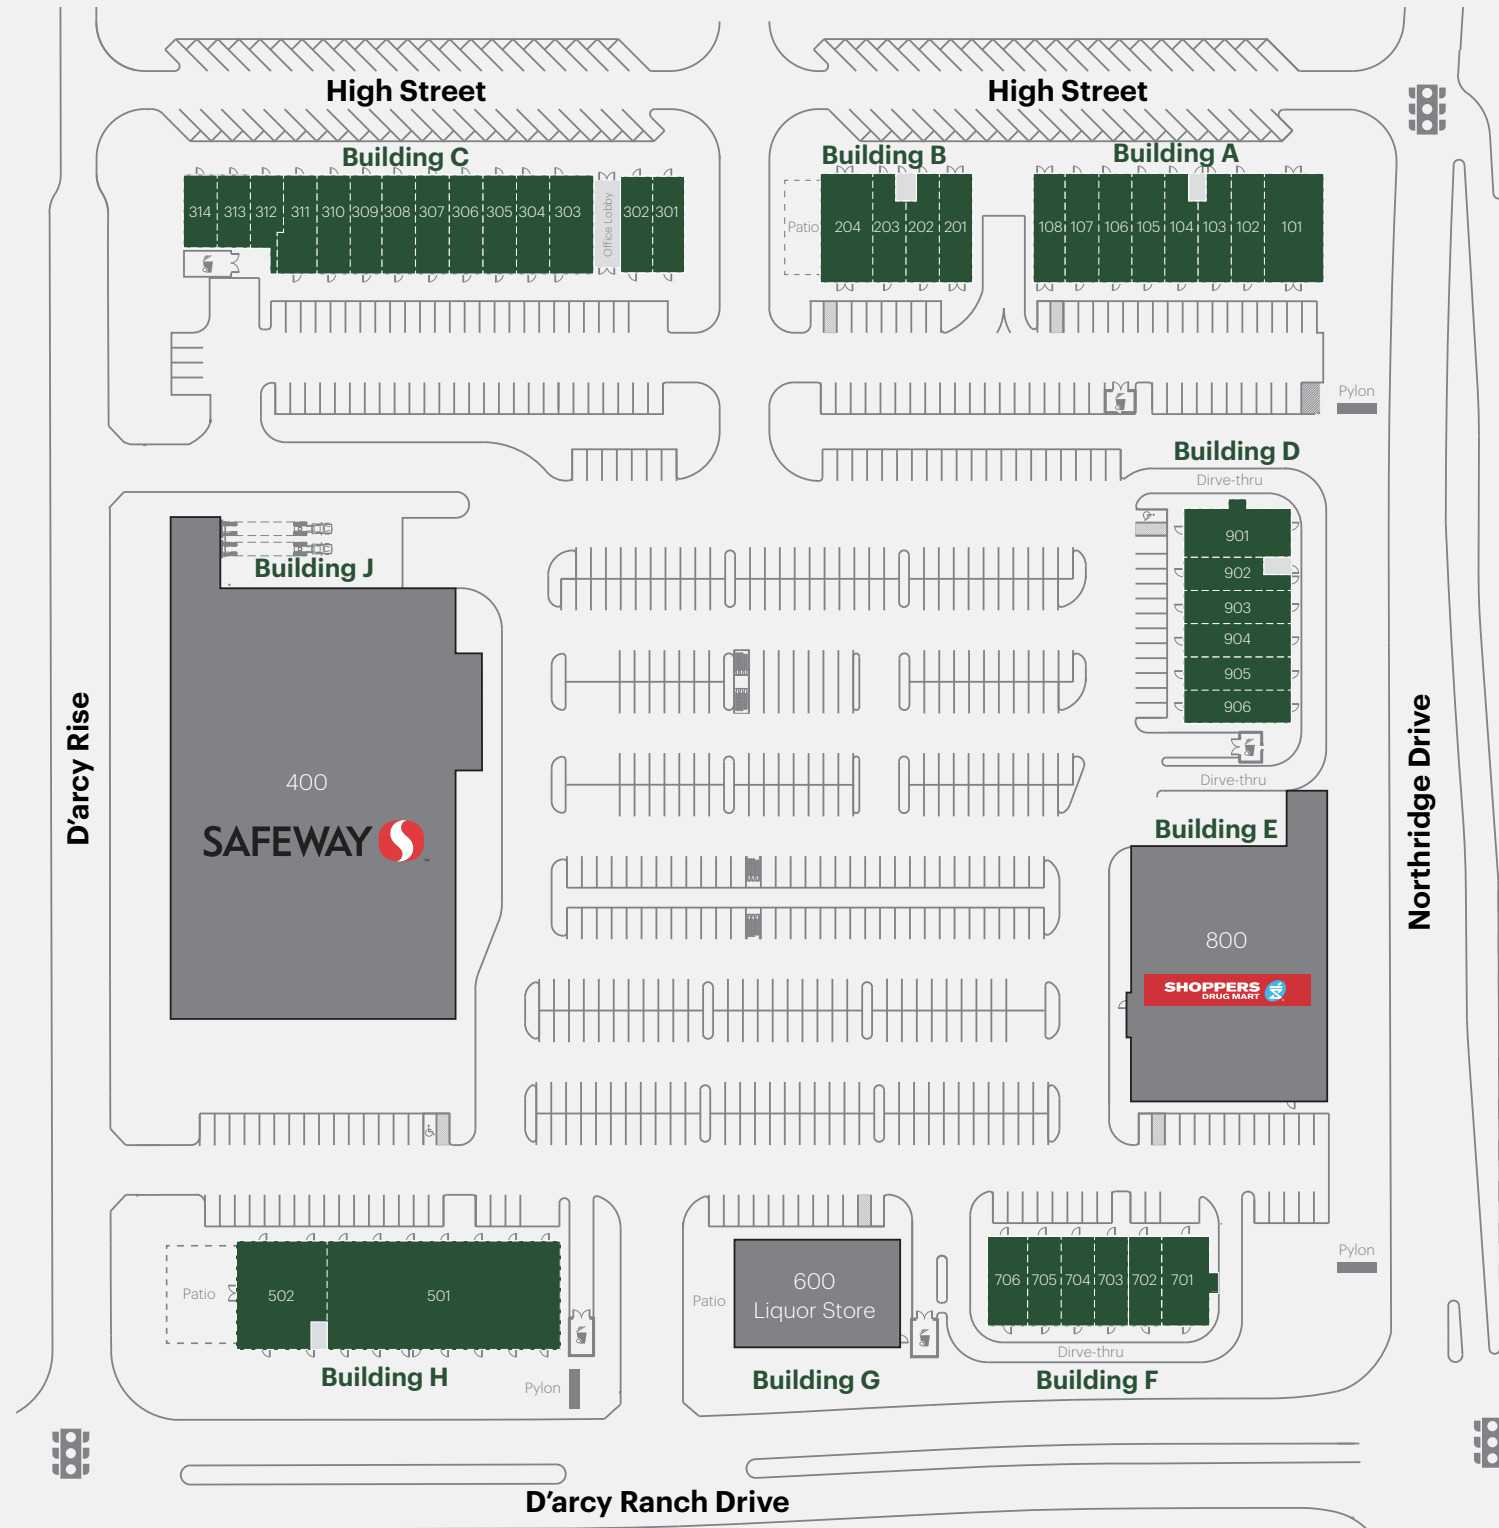 High Street
High Street
Building C
Building B
Building A
314 313 312 311 310 309 308 307 306 305 304 303 Office Lobby 302 301
Patio 204 203 202 201
108 107 106 105 104 103 102 101
Pylon
Building D
Dirve-thru
901
902
903
904
905
906
Dirve-thru
Building J
400
SAFEWAY
D'arcy Rise
Northridge Drive
Building E
800
SHOPPERS
DRUG MART
Patio
502
501
Building H
Pylon
Patio
600
Liquor Store
Building G
706 705 704 703 702 701
Dirve-thru
Building F
Pylon
D'arcy Ranch Drive